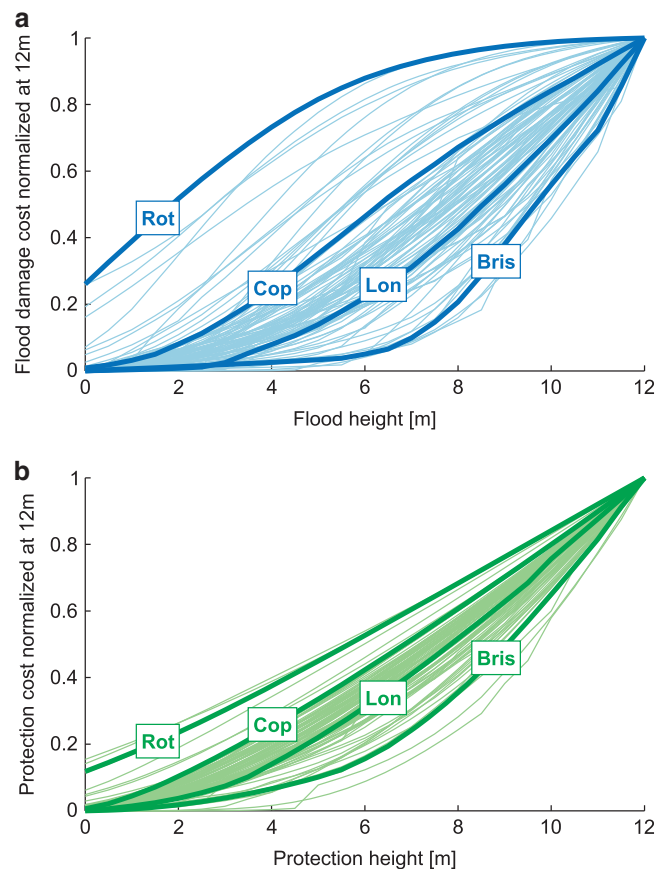 a
Flood damage cost normalized at 12m
1
0.8
0.6
0.4
0.2
0
Rot
Cop
Lon
Bris
0 2 4 6 8 10 12
Flood height [m]
b
Protection cost normalized at 12m
1
0.8
0.6
0.4
0.2
0
Rot
Cop
Lon
Bris
0 2 4 6 8 10 12
Protection height [m]